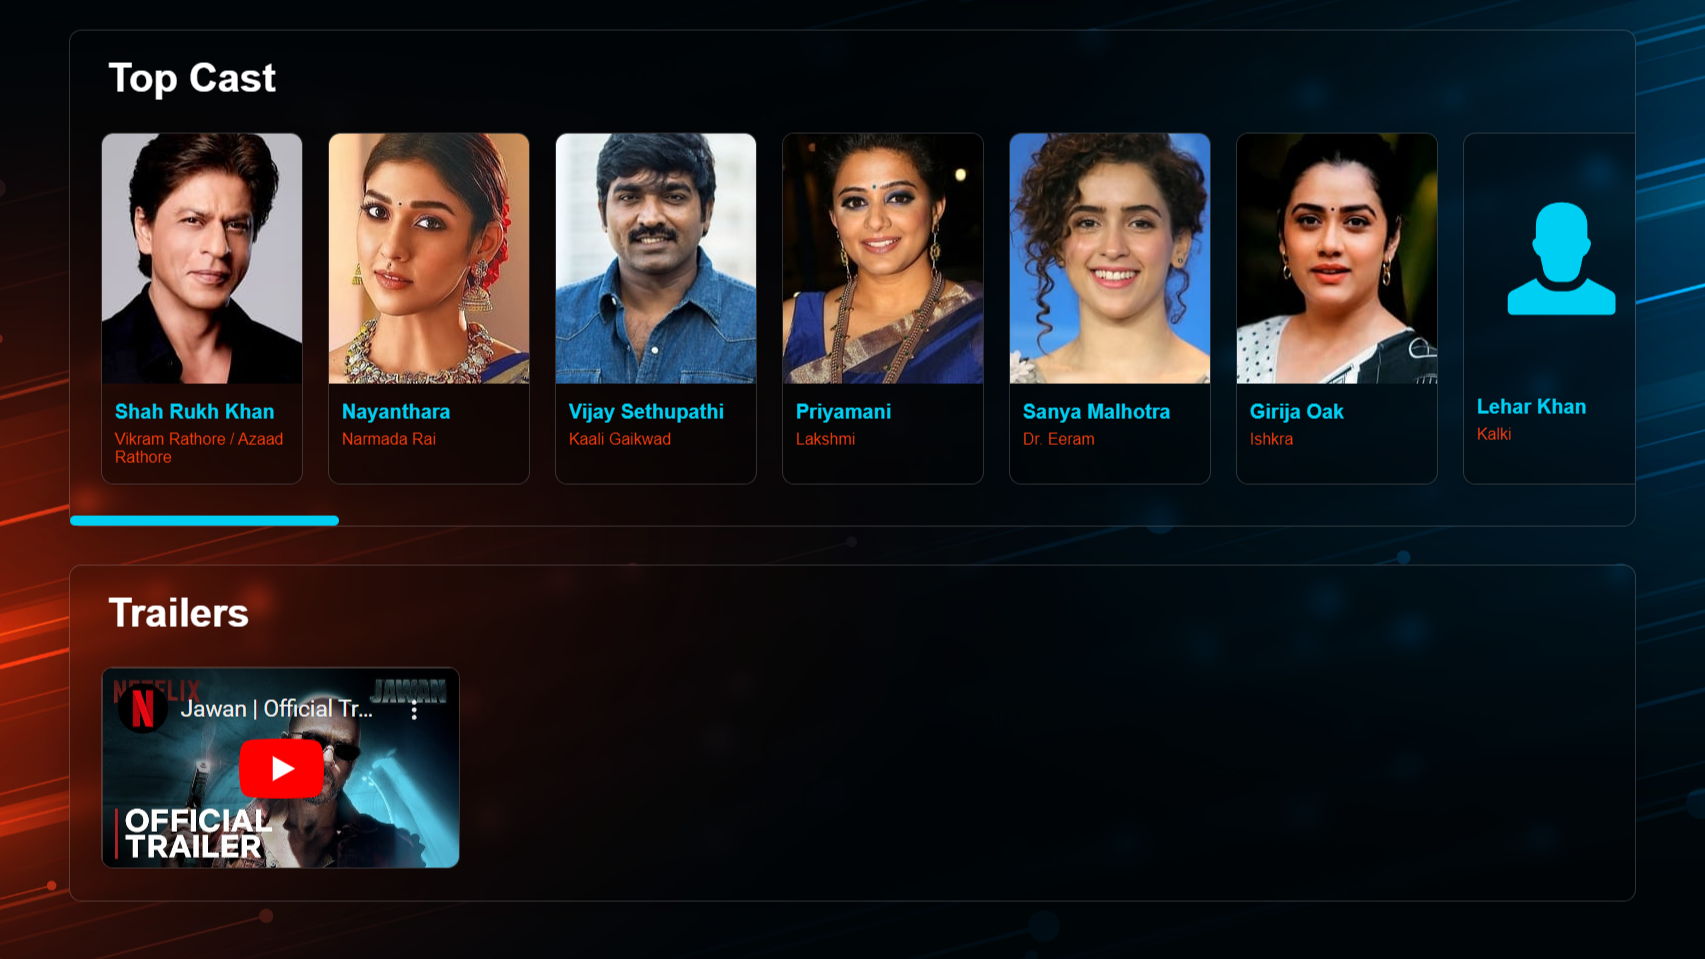 Top Cast
Shah Rukh Khan
Vikram Rathore / Azaad
Rathore
Nayanthara
Narmada Rai
Vijay Sethupathi
Kaali Gaikwad
Priyamani
Lakshmi
Sanya Malhotra
Dr. Eeram
Girija Oak
Ishkra
Lehar Khan
Kalki
Trailers
NETFLIX
JAWAN
N
Jawan | Official Tr...
OFFICIAL
TRAILER